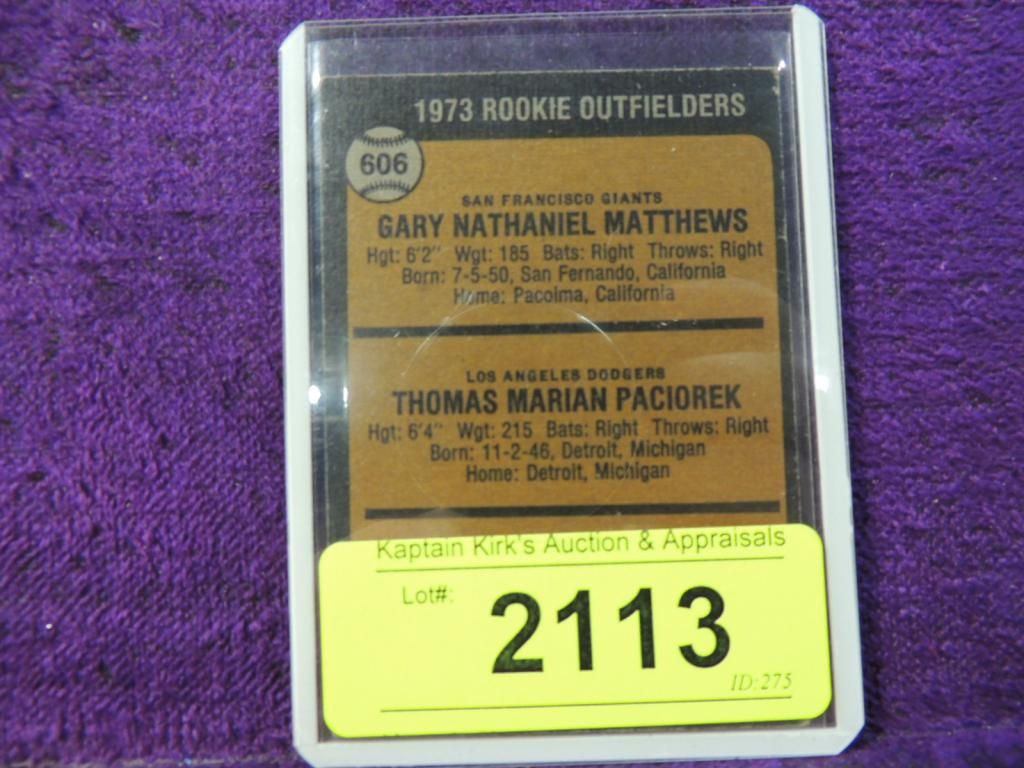 1973 ROOKIE OUTFIELDERS
606
SAN FRANCISCO GIANTS
GARY NATHANIEL MATTHEWS
Hgt: 6'2" Wgt: 185 Bats: Right Throws: Right
Born: 7-5-50, San Fernando, California
Home: Pacoima, California
LOS ANGELES DODGERS
THOMAS MARIAN PACIOREK
Hgt: 6'4" Wgt: 215 Bats: Right Throws: Right
Born: 11-2-46, Detroit, Michigan
Home: Detroit, Michigan
Kaptain Kirk's Auction & Appraisals
Lot#: 2113
ID:275